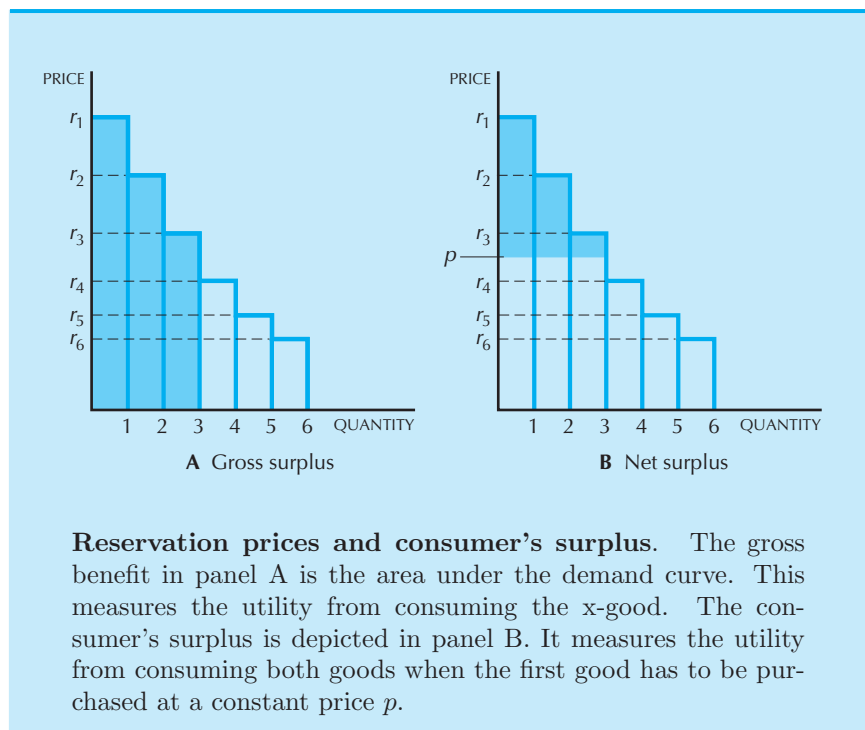 PRICE
r1
r2
r3
r4
r5
r6
1 2 3 4 5 6 QUANTITY
A Gross surplus
PRICE
r1
r2
r3
p
r4
r5
r6
1 2 3 4 5 6 QUANTITY
B Net surplus
Reservation prices and consumer's surplus. The gross
benefit in panel A is the area under the demand curve. This
measures the utility from consuming the x-good. The con-
sumer's surplus is depicted in panel B. It measures the utility
from consuming both goods when the first good has to be pur-
chased at a constant price p.